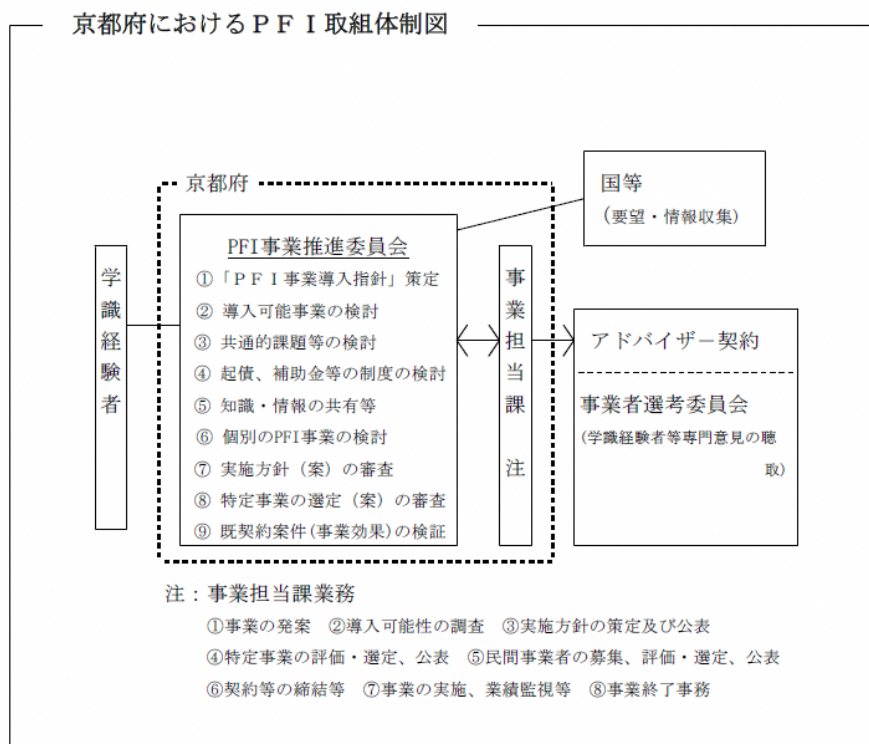 京都府におけるＰＦＩ取組体制図
国等
(要望・情報収集)
京都府
学識経験者
PFI事業推進委員会
①「ＰＦＩ事業導入指針」策定
② 導入可能事業の検討
③ 共通的課題等の検討
④ 起債、補助金等の制度の検討
⑤ 知識・情報の共有等
⑥ 個別のPFI事業の検討
⑦ 実施方針（案）の審査
⑧ 特定事業の選定（案）の審査
⑨ 既契約案件(事業効果)の検証
事業担当課　注
アドバイザ－契約
事業者選考委員会
(学識経験者等専門意見の聴
取)
注：事業担当課業務
①事業の発案　②導入可能性の調査　③実施方針の策定及び公表
④特定事業の評価・選定、公表　⑤民間事業者の募集、評価・選定、公表
⑥契約等の締結等　⑦事業の実施、業績監視等　⑧事業終了事務